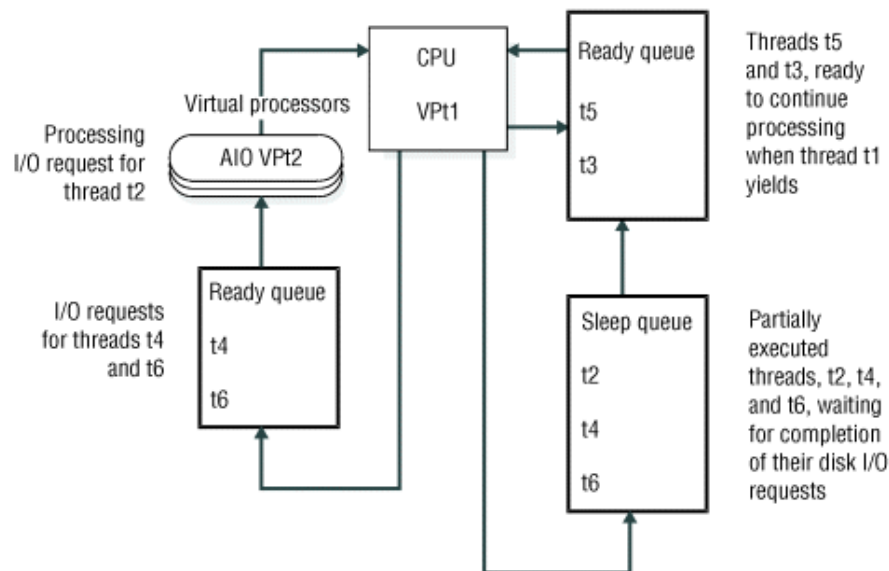 CPU
VPt1
Ready queue
t5
t3
Threads t5
and t3, ready
to continue
processing
when thread t1
yields
Virtual processors
AIO VPt2
Processing
I/O request for
thread t2
I/O requests
for threads t4
and t6
Ready queue
t4
t6
Sleep queue
t2
t4
t6
Partially
executed
threads, t2, t4,
and t6, waiting
for completion
of their disk I/O
requests